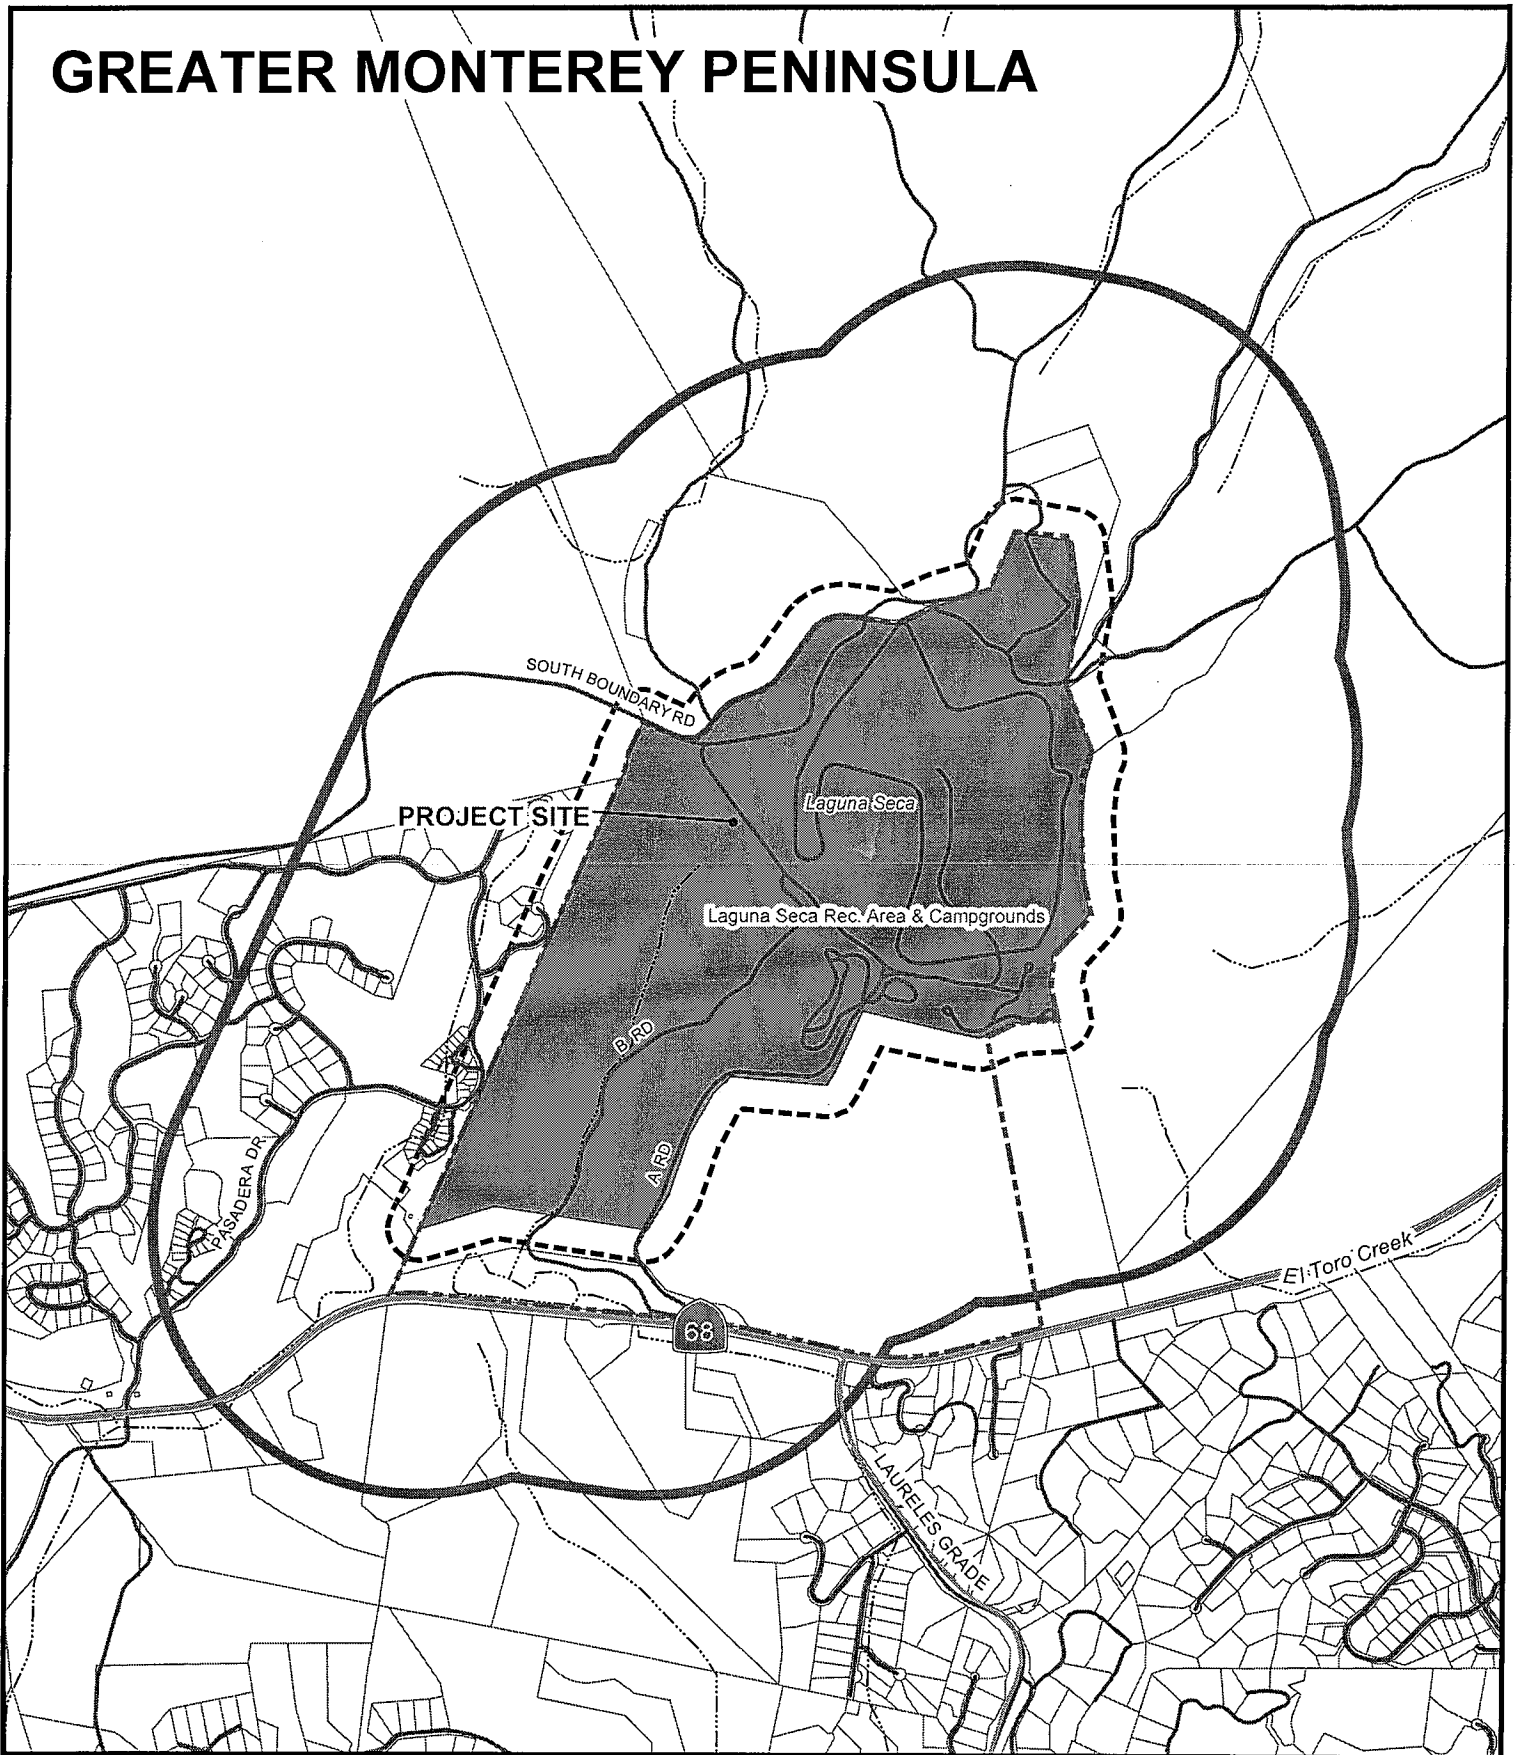 GREATER MONTEREY PENINSULA
SOUTH BOUNDARY RD
PROJECT SITE
Laguna Seca
Laguna Seca Rec. Area & Campgrounds
B RD
A RD
PASADERA DR
El Toro Creek
68
LAURELES GRADE